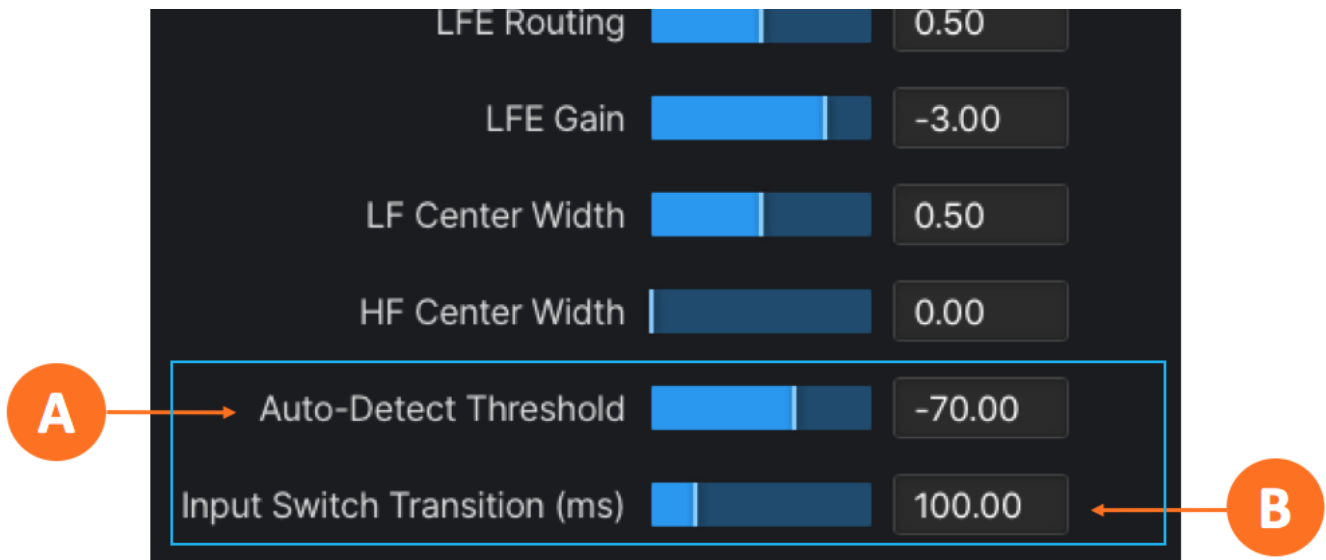 LFE Routing 0.50
LFE Gain -3.00
LF Center Width 0.50
HF Center Width 0.00
A Auto-Detect Threshold -70.00
Input Switch Transition (ms) 100.00 B